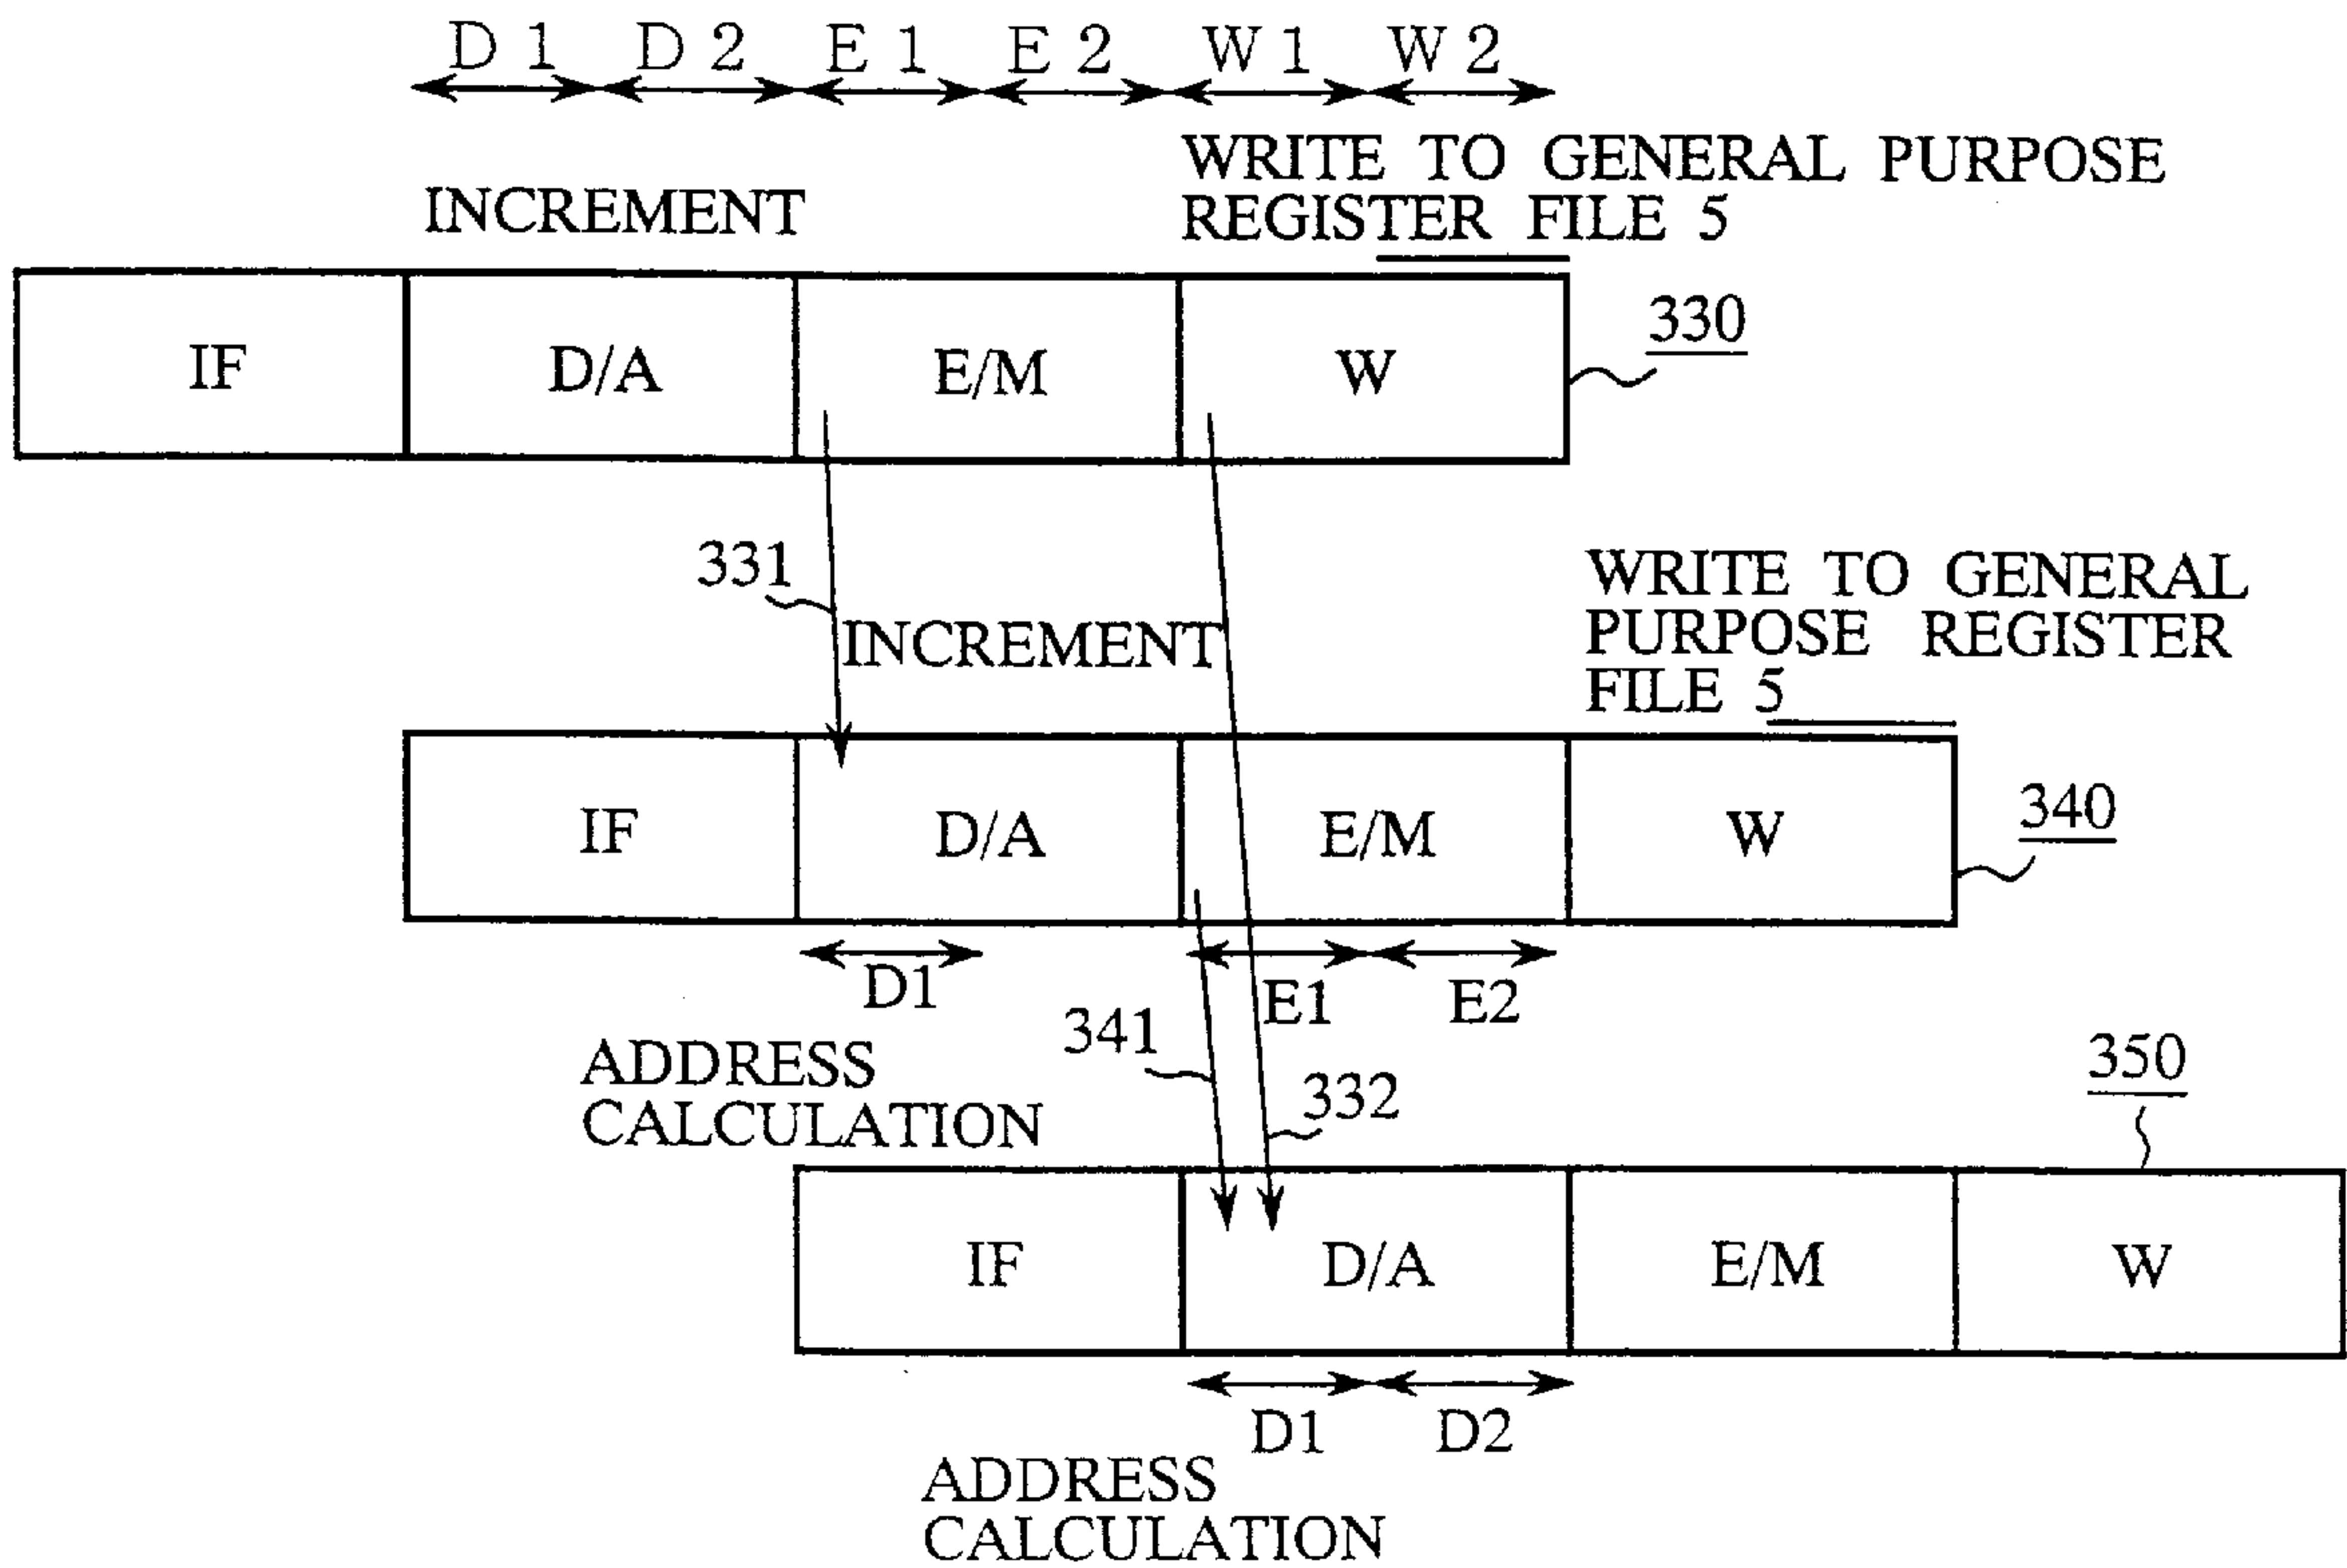 D 1 D 2 E 1 E 2 W 1 W 2
WRITE TO GENERAL PURPOSE
REGISTER FILE 5
INCREMENT
IF D/A E/M W
330
331
INCREMENT
WRITE TO GENERAL
PURPOSE REGISTER
FILE 5
IF D/A E/M W
340
D1 E1 E2
341
332
ADDRESS
CALCULATION
350
IF D/A E/M W
D1 D2
ADDRESS
CALCULATION